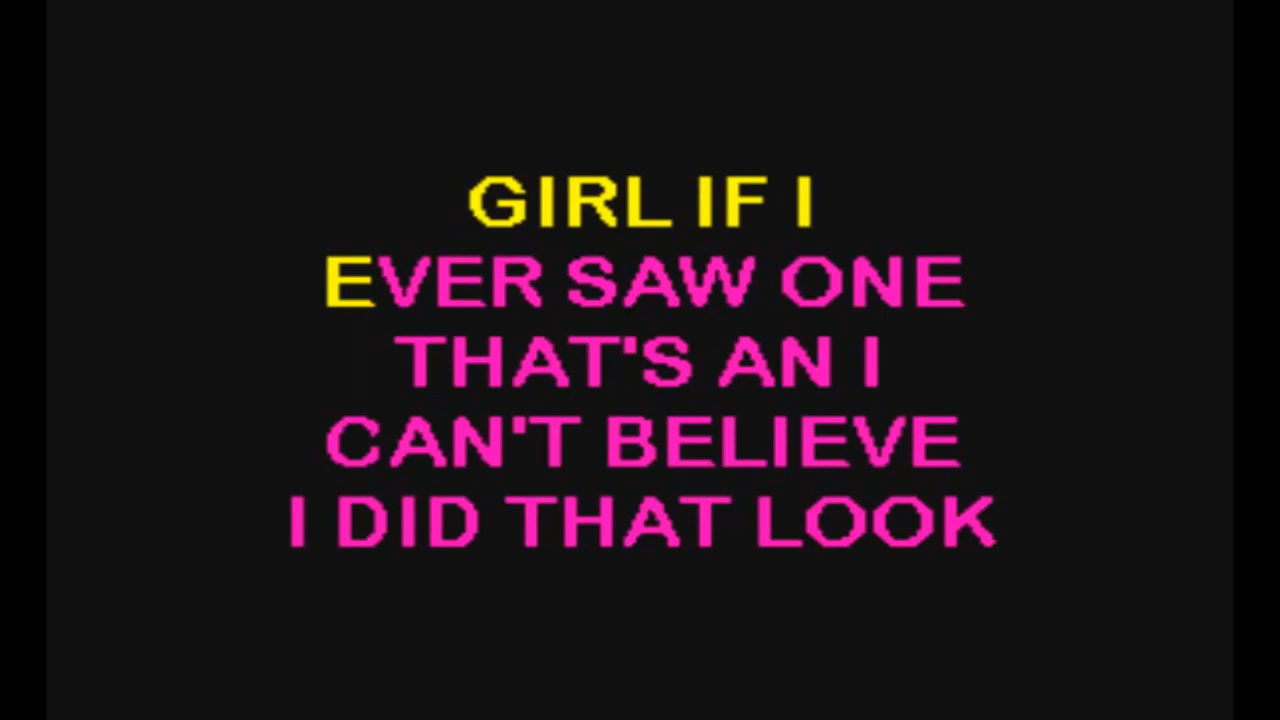 GIRL IF I
EVER SAW ONE
THAT'S AN I
CAN'T BELIEVE
I DID THAT LOOK